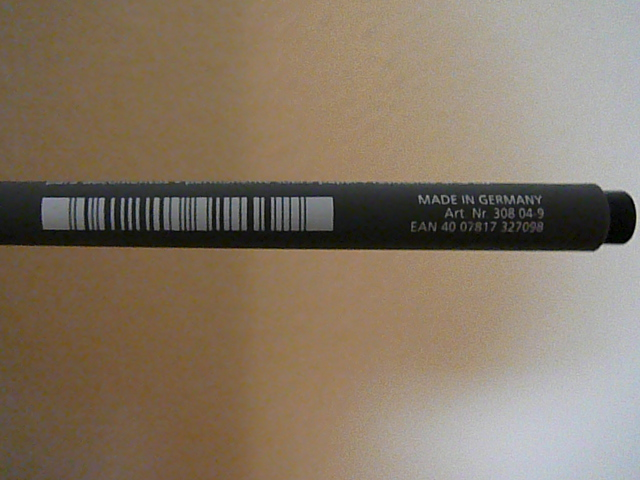 MADE IN GERMANY
Art. Nr 308 04-9
EAN 40 07817 327098